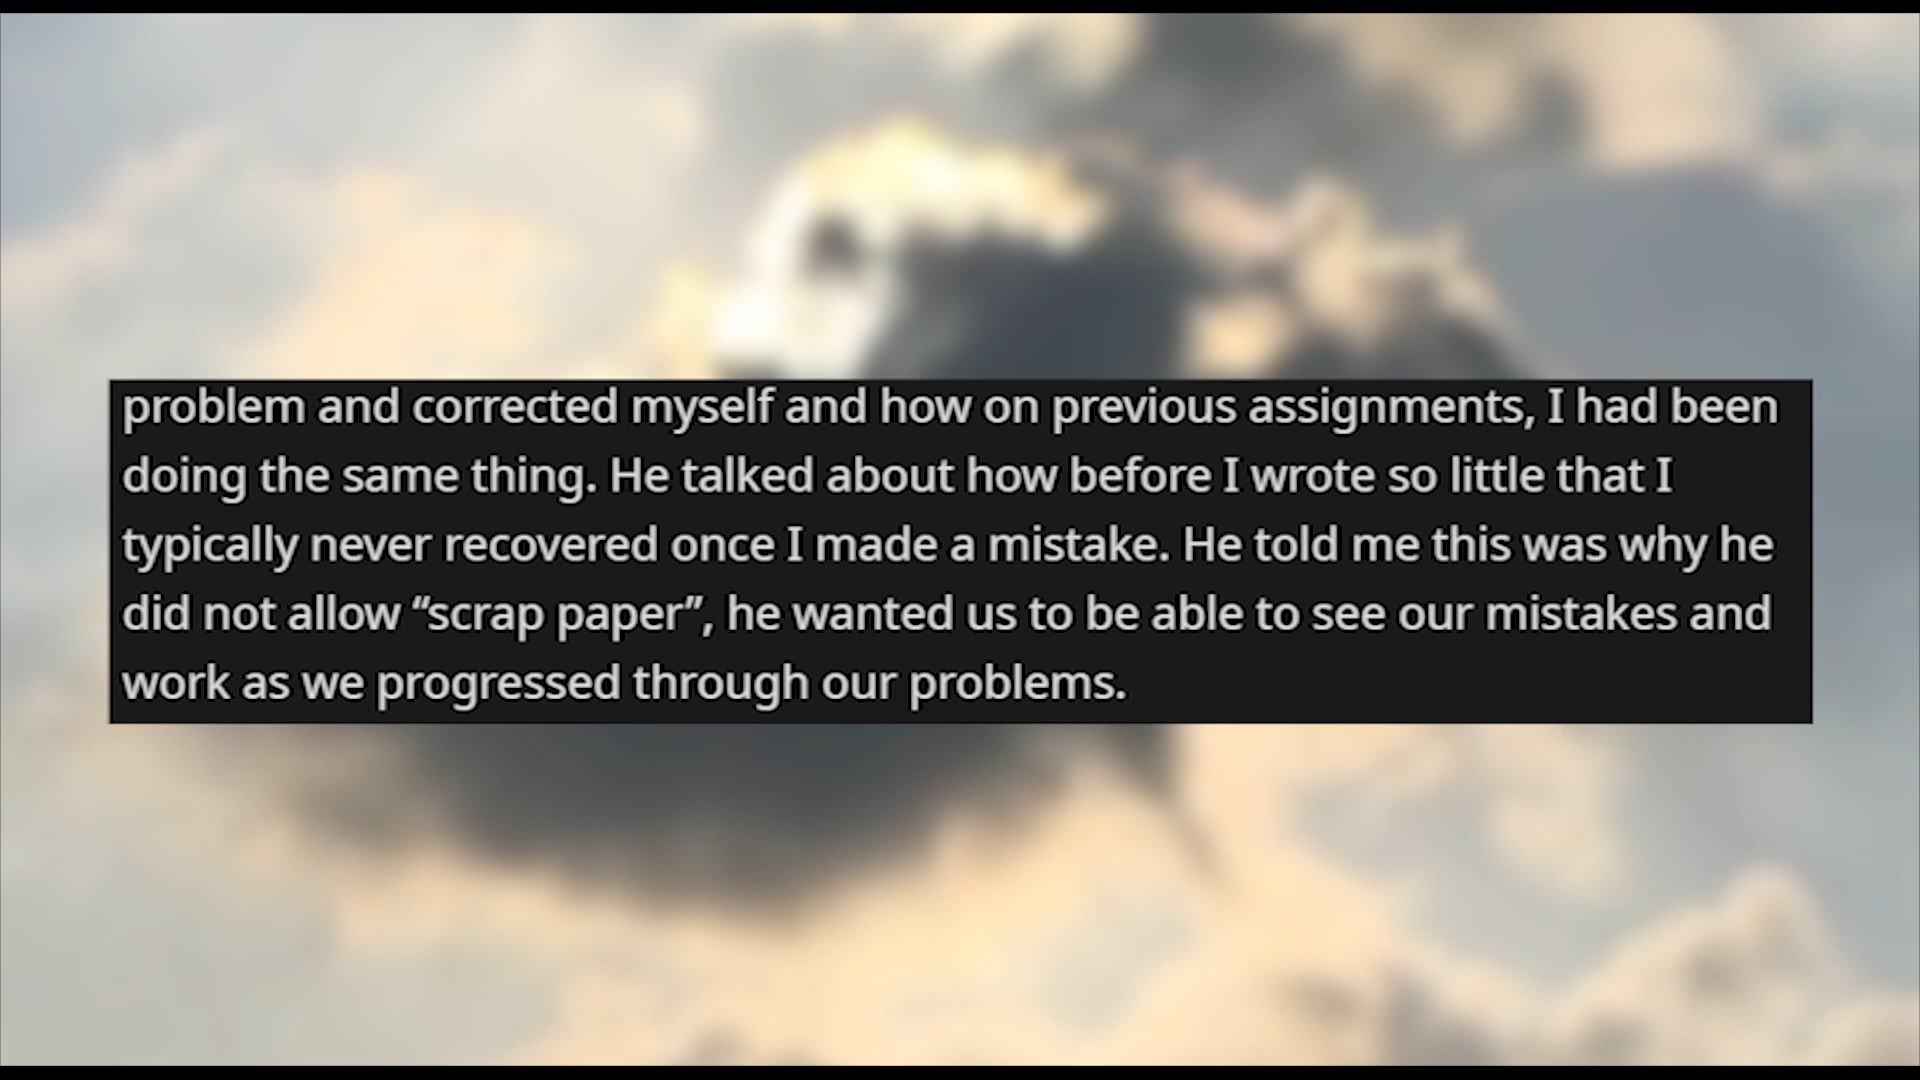 problem and corrected myself and how on previous assignments, I had been
doing the same thing. He talked about how before I wrote so little that I
typically never recovered once I made a mistake. He told me this was why he
did not allow “scrap paper”, he wanted us to be able to see our mistakes and
work as we progressed through our problems.